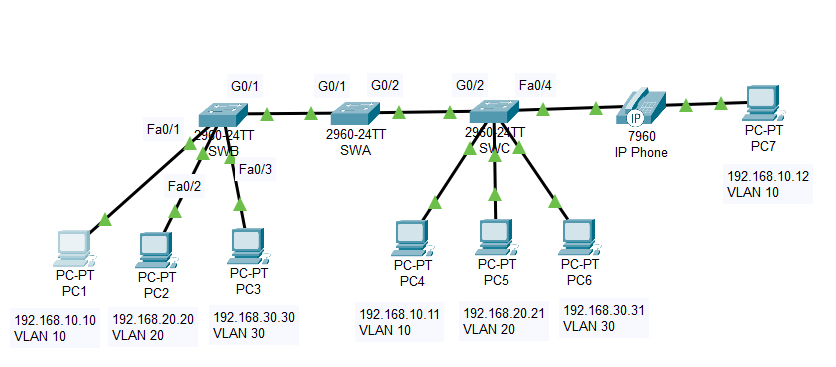 G0/1
G0/1
G0/2
G0/2
Fa0/4
2960-24TT
SWB
2960-24TT
SWA
2960-24TT
SWC
IP
7960
IP Phone
PC-PT
PC7
192.168.10.12
VLAN 10
Fa0/1
Fa0/2
Fa0/3
PC-PT
PC1
192.168.10.10
VLAN 10
PC-PT
PC2
192.168.20.20
VLAN 20
PC-PT
PC3
192.168.30.30
VLAN 30
PC-PT
PC4
192.168.10.11
VLAN 10
PC-PT
PC5
192.168.20.21
VLAN 20
PC-PT
PC6
192.168.30.31
VLAN 30